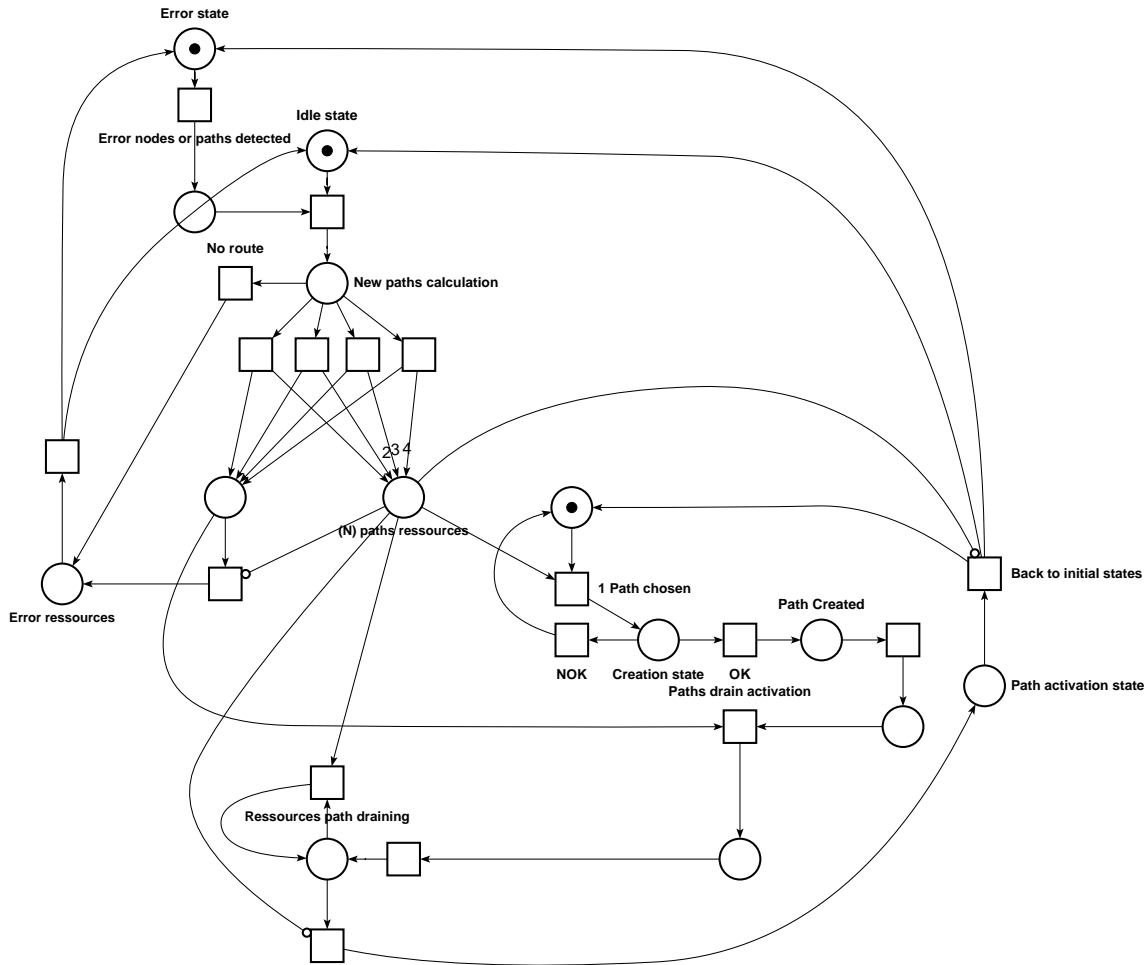 Error state
Idle state
Error nodes or paths detected
No route
New paths calculation
2 3 4
(N) paths ressources
1 Path chosen
Back to initial states
Path Created
Error ressources
NOK
Creation state
OK
Paths drain activation
Path activation state
Ressources path draining